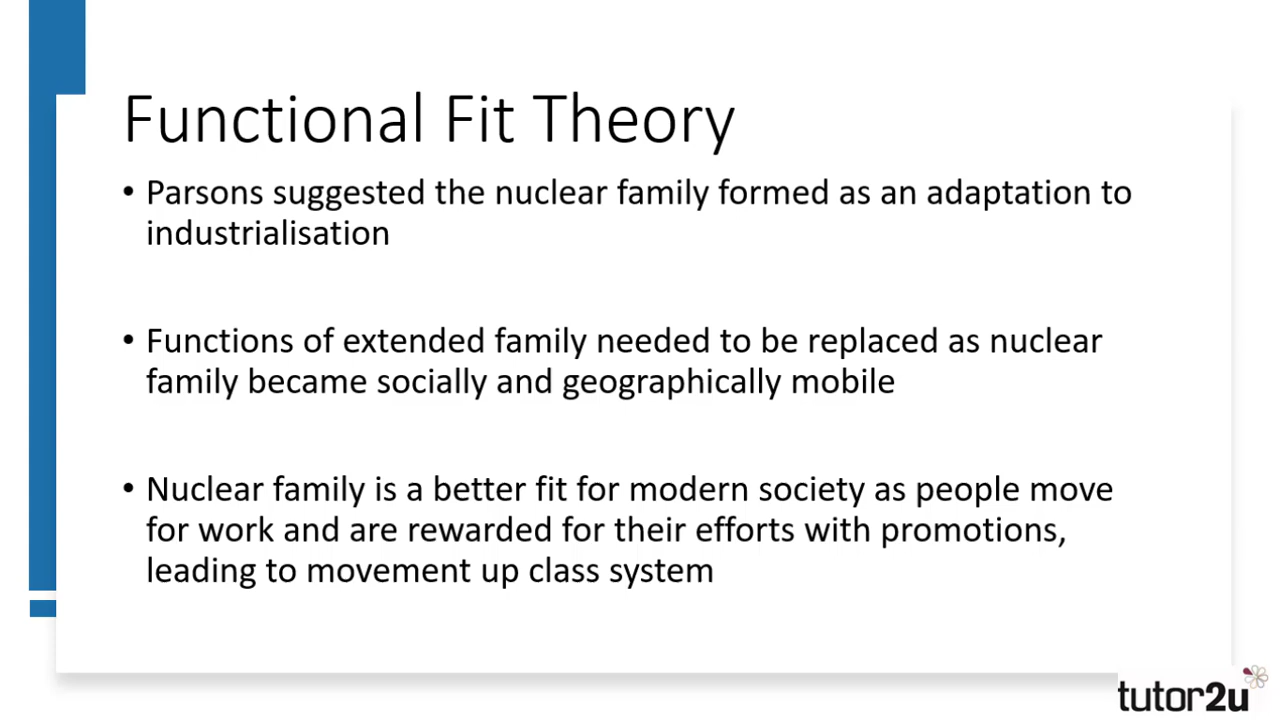 Functional Fit Theory
• Parsons suggested the nuclear family formed as an adaptation to
industrialisation
• Functions of extended family needed to be replaced as nuclear
family became socially and geographically mobile
• Nuclear family is a better fit for modern society as people move
for work and are rewarded for their efforts with promotions,
leading to movement up class system
tutor2u